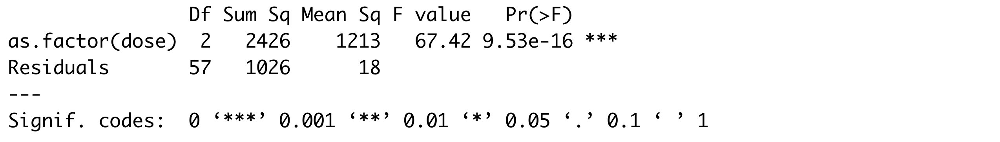 Df Sum Sq Mean Sq F value   Pr(>F)
as.factor(dose)  2   2426    1213   67.42 9.53e-16 ***
Residuals       57   1026      18
---
Signif. codes:  0 ‘***’ 0.001 ‘**’ 0.01 ‘*’ 0.05 ‘.’ 0.1 ‘ ’ 1